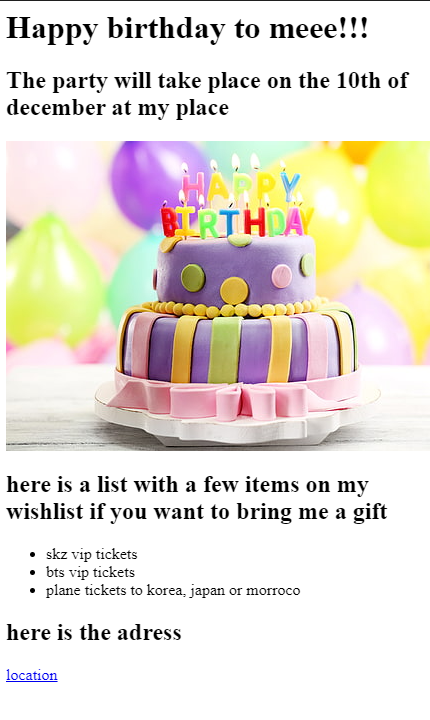 Happy birthday to meee!!!
The party will take place on the 10th of
december at my place
HAPPY
BIRTHDAY
here is a list with a few items on my
wishlist if you want to bring me a gift
skz vip tickets
bts vip tickets
plane tickets to korea, japan or morroco
here is the adress
location